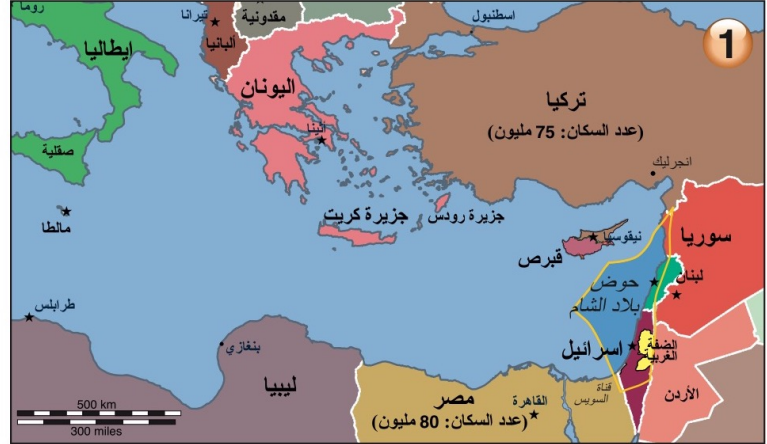 روما
تيرانا
مقدونية
اسطنبول
1
ايطاليا
ألبانيا
اليونان
تركيا
(عدد السكان: 75 مليون)
أثينا
صقلية
انجرليك
مالطا
جزيرة كريت
جزيرة رودس
نيقوسيا
سوريا
قبرص
لبنان
حوض
بلاد الشام
طرابلس
بنغازي
اسرائيل
الضفة
الغربية
ليبيا
قناة
السويس
الأردن
مصر
القاهرة
(عدد السكان: 80 مليون)
500 km
300 miles